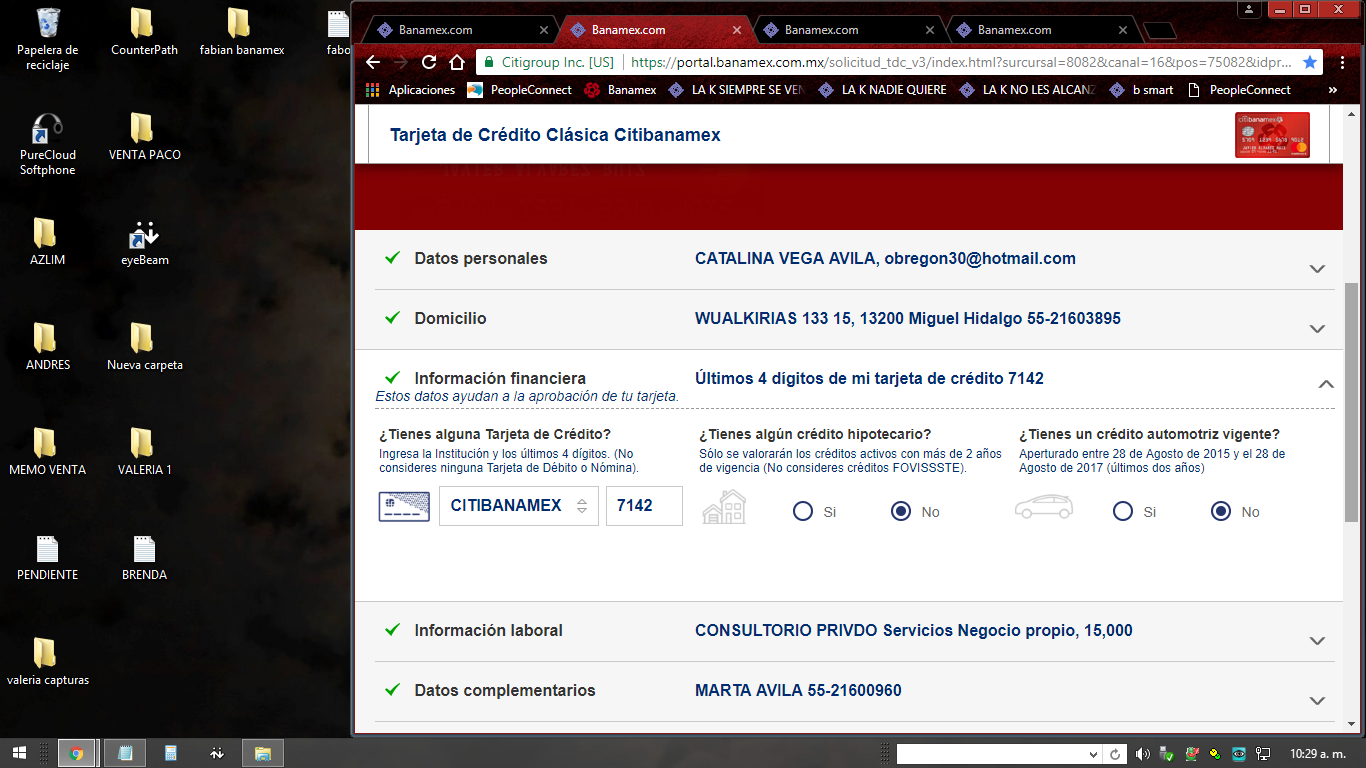 Papelera de
reciclaje
CounterPath
fabian banamex
fabo
PureCloud
Softphone
VENTA PACO
AZLIM
eyeBeam
ANDRES
Nueva carpeta
MEMO VENTA
VALERIA 1
PENDIENTE
BRENDA
valeria capturas
Banamex.com
Banamex.com
Banamex.com
Banamex.com
Citigroup Inc. [US]
https://portal.banamex.com.mx/solicitud_tdc_v3/index.html?surcursal=8082&canal=16&pos=75082&idpr...
Aplicaciones
PeopleConnect
Banamex
LA K SIEMPRE SE VEN
LA K NADIE QUIERE
LA K NO LES ALCANZ
b smart
PeopleConnect
»
Tarjeta de Crédito Clásica Citibanamex
citibanamex
Datos personales
CATALINA VEGA AVILA, obregon30@hotmail.com
Domicilio
WUALKIRIAS 133 15, 13200 Miguel Hidalgo 55-21603895
Información financiera
Últimos 4 dígitos de mi tarjeta de crédito 7142
Estos datos ayudan a la aprobación de tu tarjeta.
¿Tienes alguna Tarjeta de Crédito?
Ingresa la Institución y los últimos 4 dígitos. (No
consideres ninguna Tarjeta de Débito o Nómina).
CITIBANAMEX
7142
¿Tienes algún crédito hipotecario?
Sólo se valorarán los créditos activos con más de 2 años
de vigencia (No consideres créditos FOVISSSTE).
Si
No
¿Tienes un crédito automotriz vigente?
Aperturado entre 28 de Agosto de 2015 y el 28 de
Agosto de 2017 (últimos dos años)
Si
No
Información laboral
CONSULTORIO PRIVDO Servicios Negocio propio, 15,000
Datos complementarios
MARTA AVILA 55-21600960
10:29 a. m.